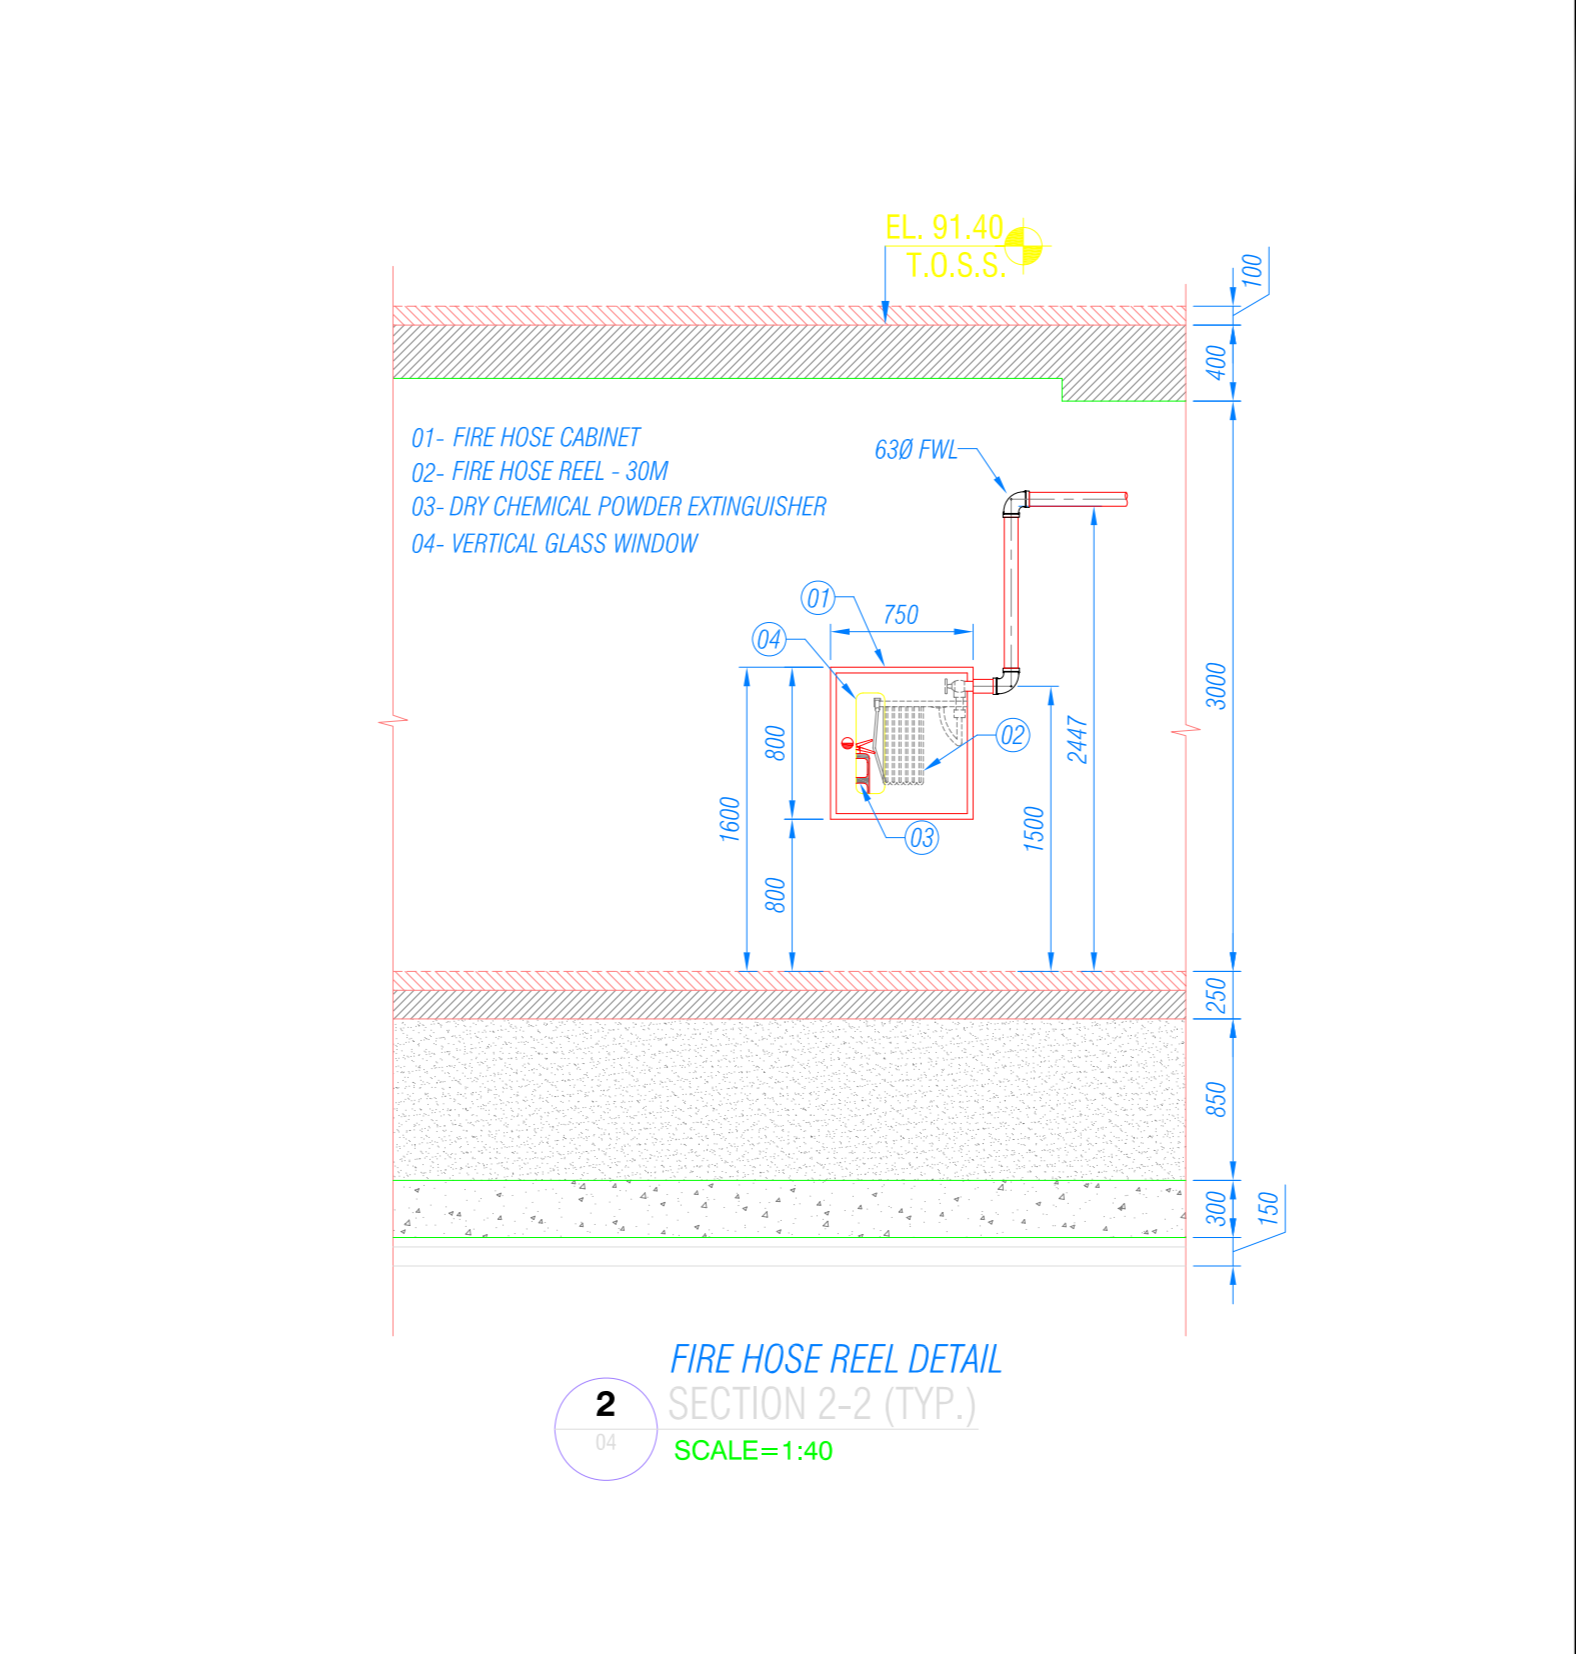 EL. 91.40
T.O.S.S.
100
400
01- FIRE HOSE CABINET
02- FIRE HOSE REEL - 30M
03- DRY CHEMICAL POWDER EXTINGUISHER
04- VERTICAL GLASS WINDOW
63Ø FWL
01
750
04
3000
02
2447
800
1600
1500
03
800
250
850
300
150
FIRE HOSE REEL DETAIL
2
SECTION 2-2 (TYP.)
04
SCALE=1:40